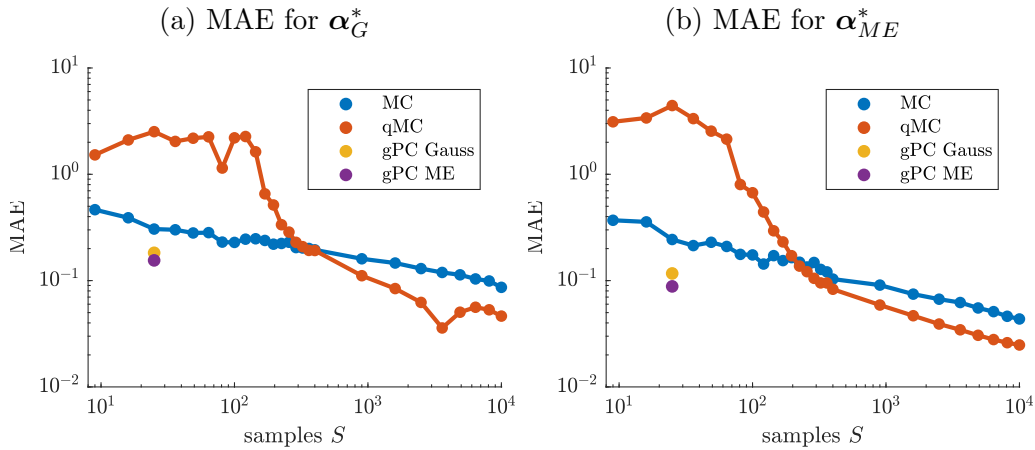 (a) MAE for α*_G
MAE
10^1
10^0
10^−1
10^−2
10^1
10^2
10^3
10^4
samples S
MC
qMC
gPC Gauss
gPC ME
(b) MAE for α*_ME
MAE
10^1
10^0
10^−1
10^−2
10^1
10^2
10^3
10^4
samples S
MC
qMC
gPC Gauss
gPC ME